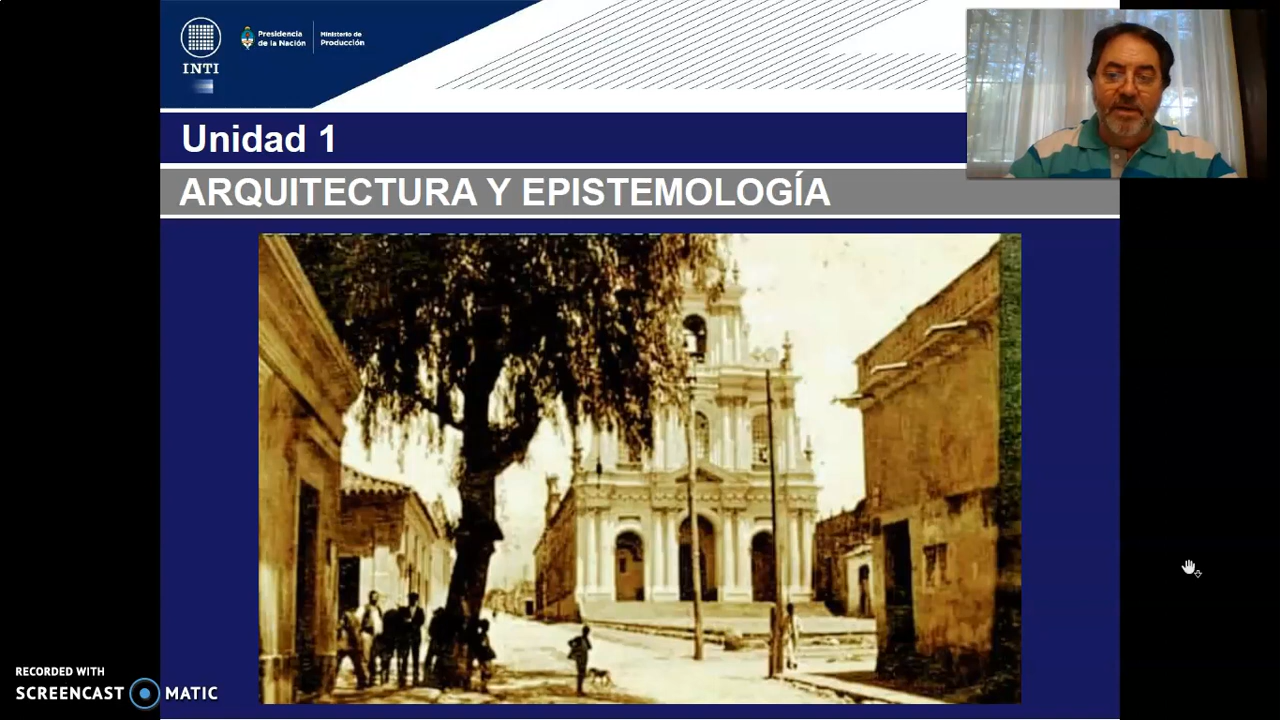 INTI
Presidencia
de la Nación
Ministerio de
Producción
Unidad 1
ARQUITECTURA Y EPISTEMOLOGÍA
RECORDED WITH
SCREENCAST MATIC